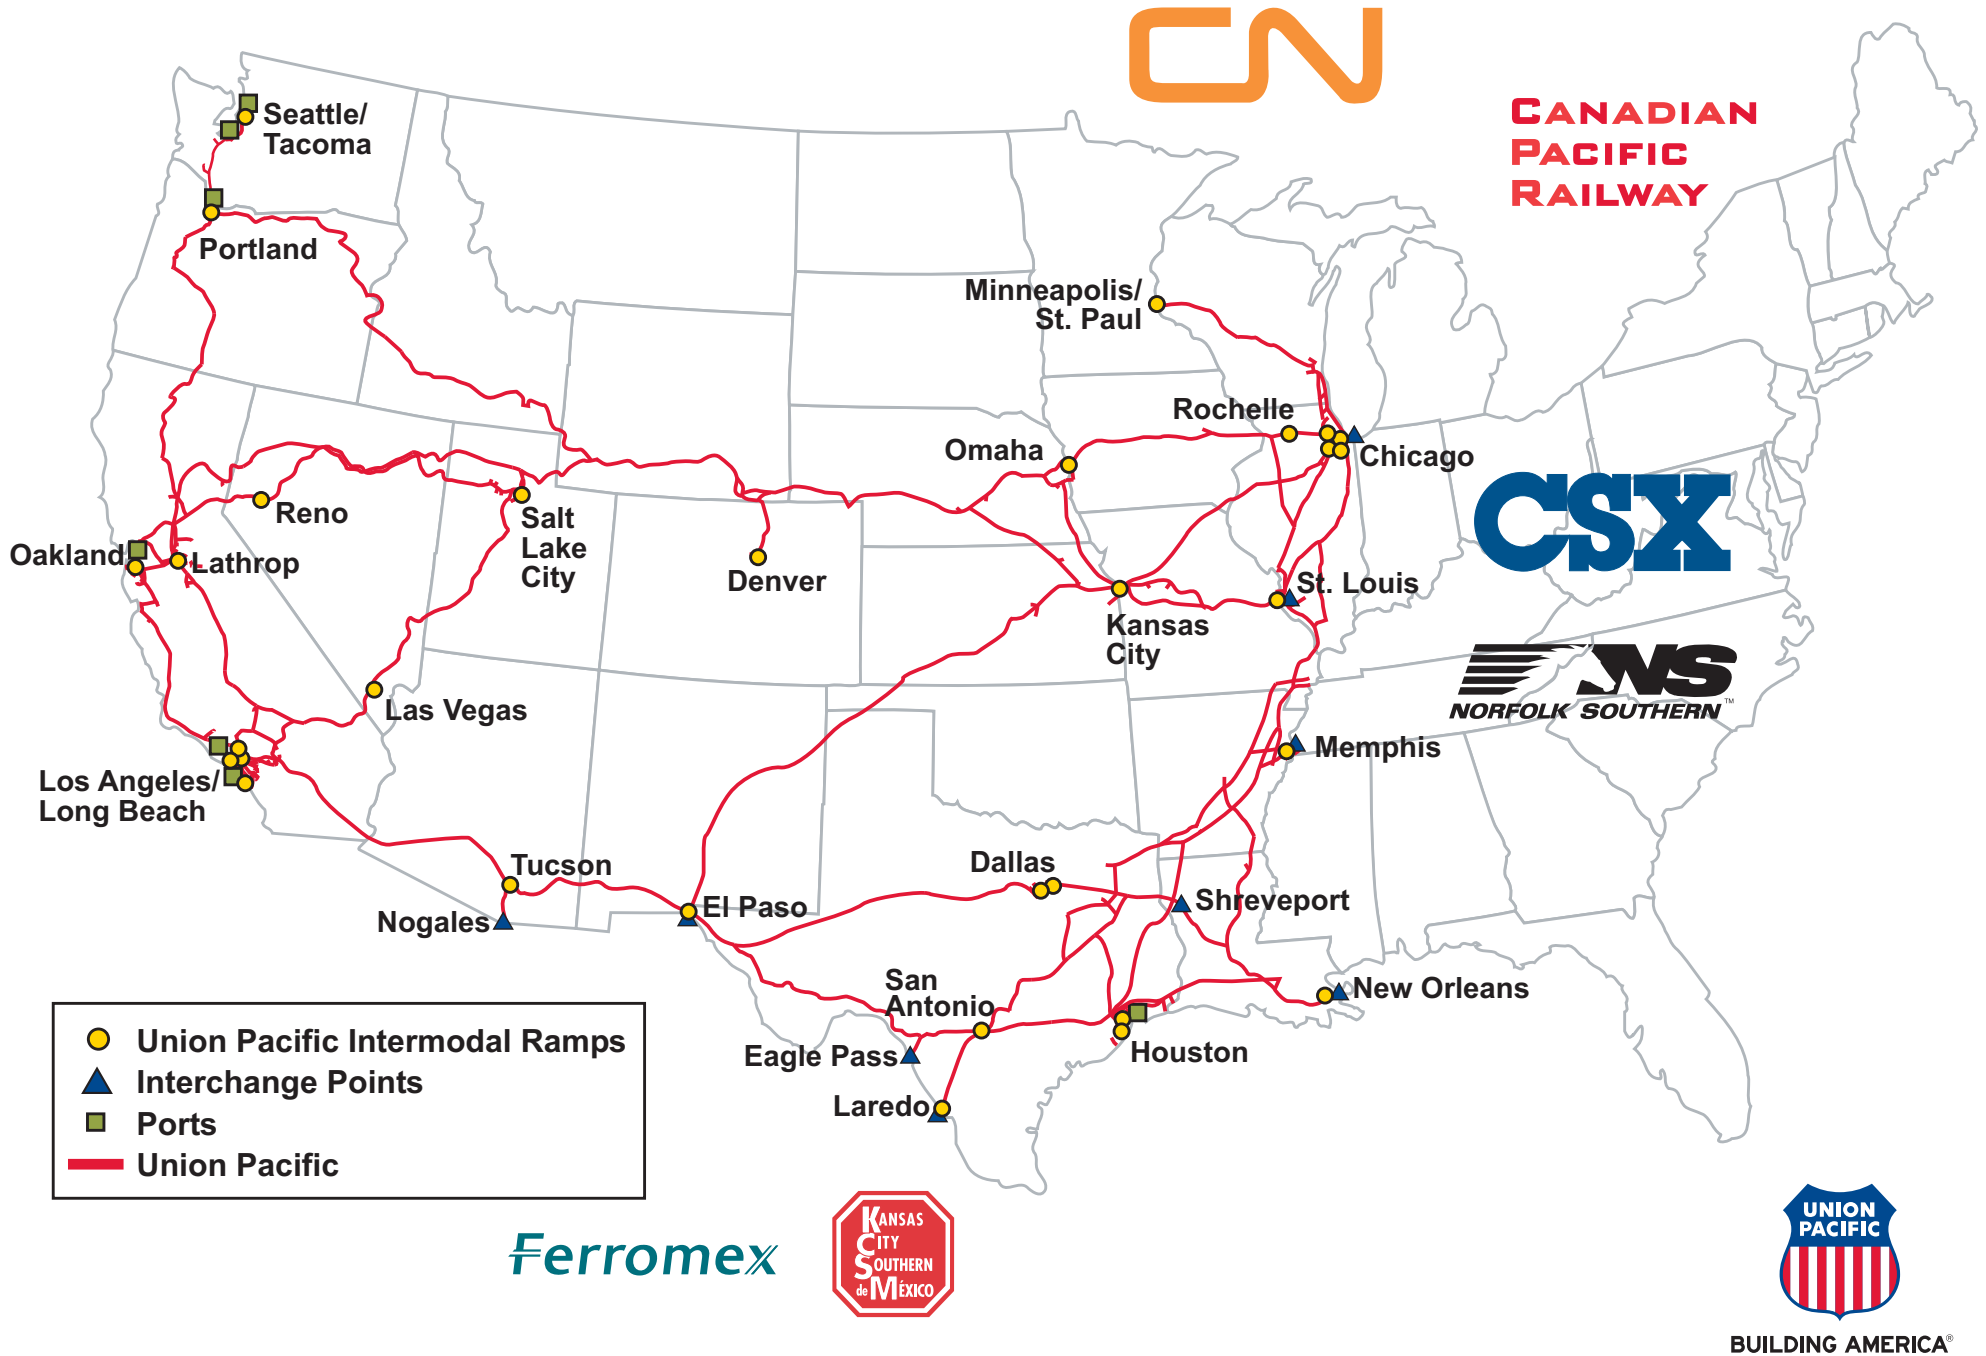 CN
CANADIAN
PACIFIC
RAILWAY
Seattle/
Tacoma
Portland
Minneapolis/
St. Paul
Rochelle
Omaha
Chicago
CSX
Reno
Salt
Lake
City
Oakland
Lathrop
Denver
St. Louis
Kansas
City
NS
NORFOLK SOUTHERN™
Las Vegas
Memphis
Los Angeles/
Long Beach
Tucson
Dallas
Nogales
El Paso
Shreveport
San
Antonio
New Orleans
Eagle Pass
Houston
Laredo
Union Pacific Intermodal Ramps
Interchange Points
Ports
Union Pacific
Ferromex
KANSAS
CITY
SOUTHERN
de MÉXICO
UNION
PACIFIC
BUILDING AMERICA®